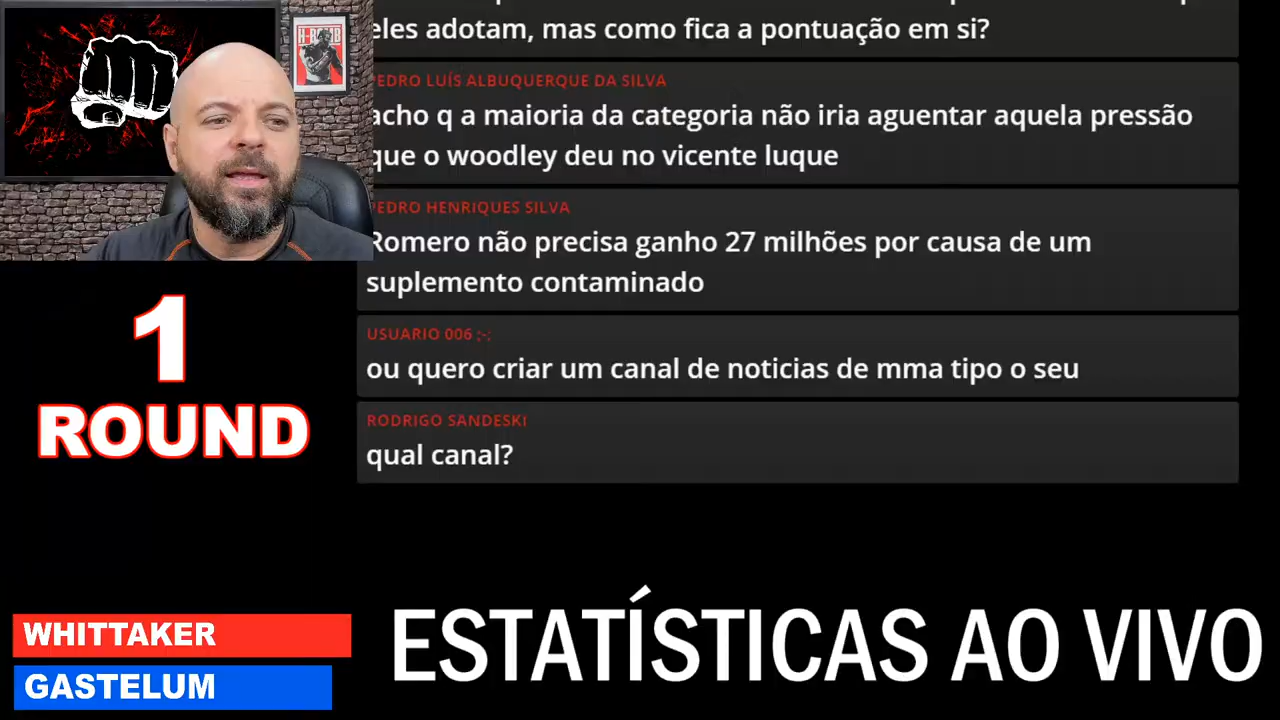 eles adotam, mas como fica a pontuação em si?
PEDRO LUÍS ALBUQUERQUE DA SILVA
acho q a maioria da categoria não iria aguentar aquela pressão
que o woodley deu no vicente luque
PEDRO HENRIQUES SILVA
Romero não precisa ganho 27 milhões por causa de um
suplemento contaminado
USUARIO 006 ;-;
ou quero criar um canal de noticias de mma tipo o seu
RODRIGO SANDESKI
qual canal?
H-BOMB
1
ROUND
WHITTAKER
GASTELUM
ESTATÍSTICAS AO VIVO